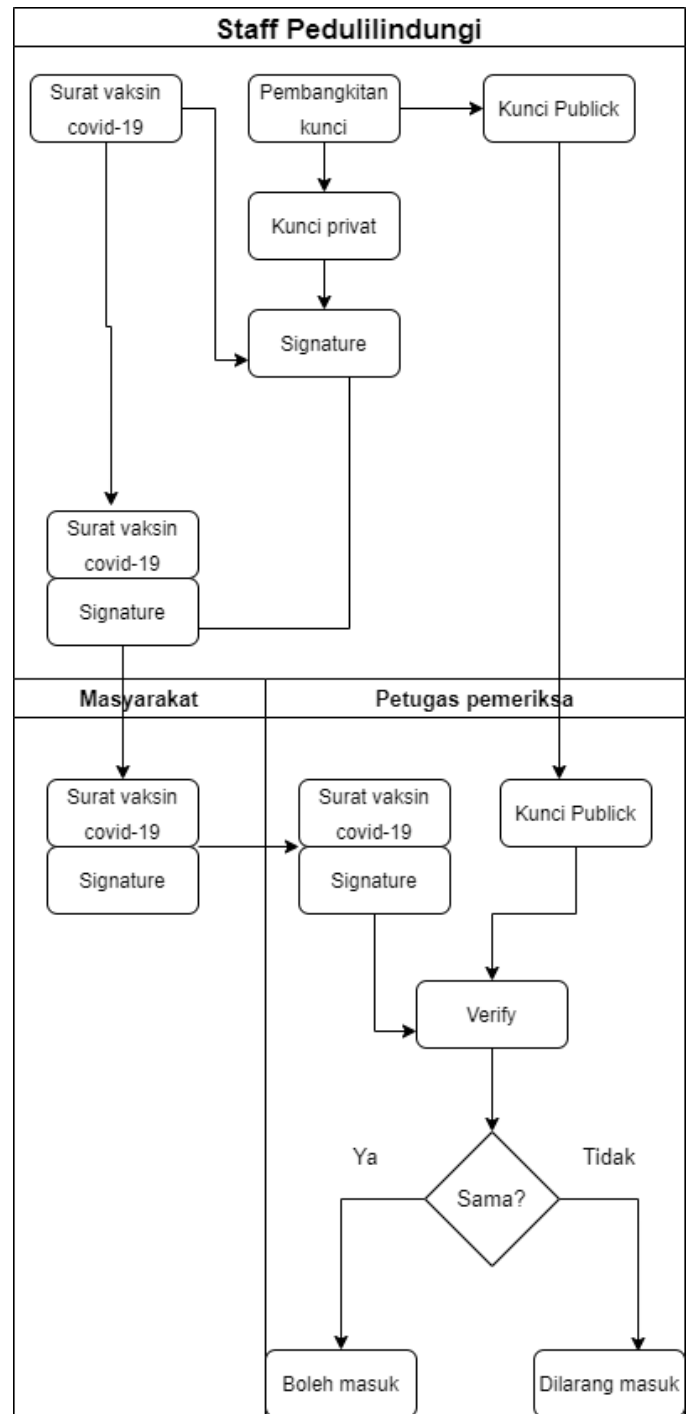 Staff Pedulilindungi
Surat vaksin
covid-19
Pembangkitan
kunci
Kunci Publick
Kunci privat
Signature
Surat vaksin
covid-19
Signature
Masyarakat
Petugas pemeriksa
Surat vaksin
covid-19
Signature
Surat vaksin
covid-19
Signature
Kunci Publick
Verify
Ya
Tidak
Sama?
Boleh masuk
Dilarang masuk